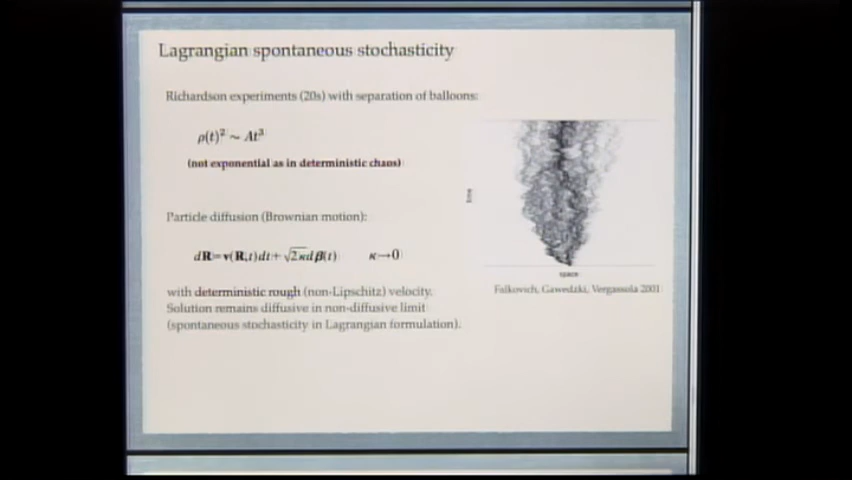 Lagrangian spontaneous stochasticity
Richardson experiments (20s) with separation of balloons:
ρ(t)² ~ At³
(not exponential as in deterministic chaos)
Particle diffusion (Brownian motion):
dR=v(R,t)dt+√2κdβ(t) κ→0
with deterministic rough (non-Lipschitz) velocity.
Solution remains diffusive in non-diffusive limit
(spontaneous stochasticity in Lagrangian formulation).
time
space
Falkovich, Gawedzki, Vergassola 2001